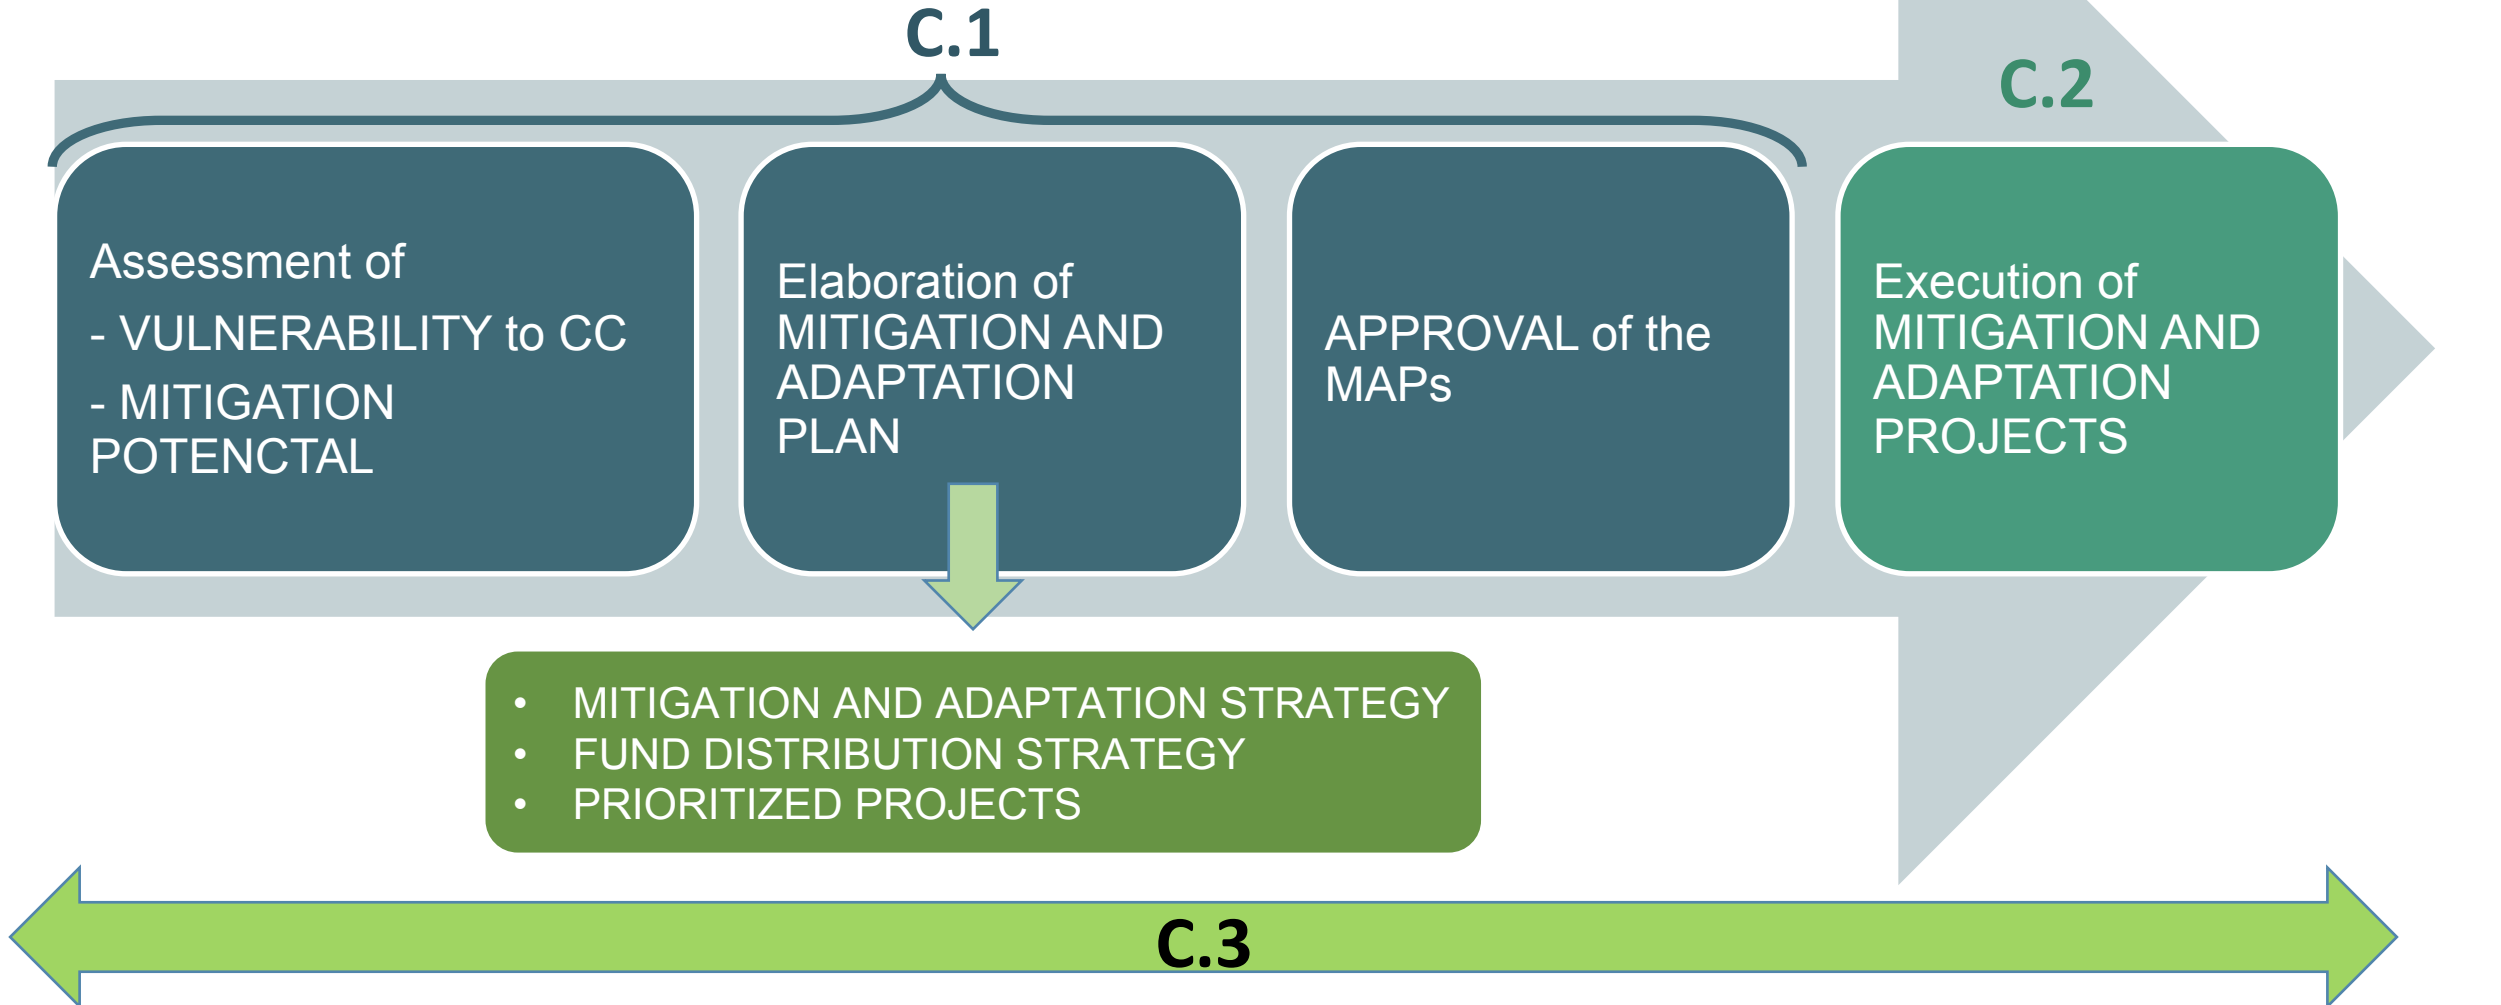 C.1
C.2
Assessment of
- VULNERABILITY to CC
- MITIGATION
POTENCTAL
Elaboration of
MITIGATION AND
ADAPTATION
PLAN
APPROVAL of the
MAPs
Execution of
MITIGATION AND
ADAPTATION
PROJECTS
• MITIGATION AND ADAPTATION STRATEGY
• FUND DISTRIBUTION STRATEGY
• PRIORITIZED PROJECTS
C.3